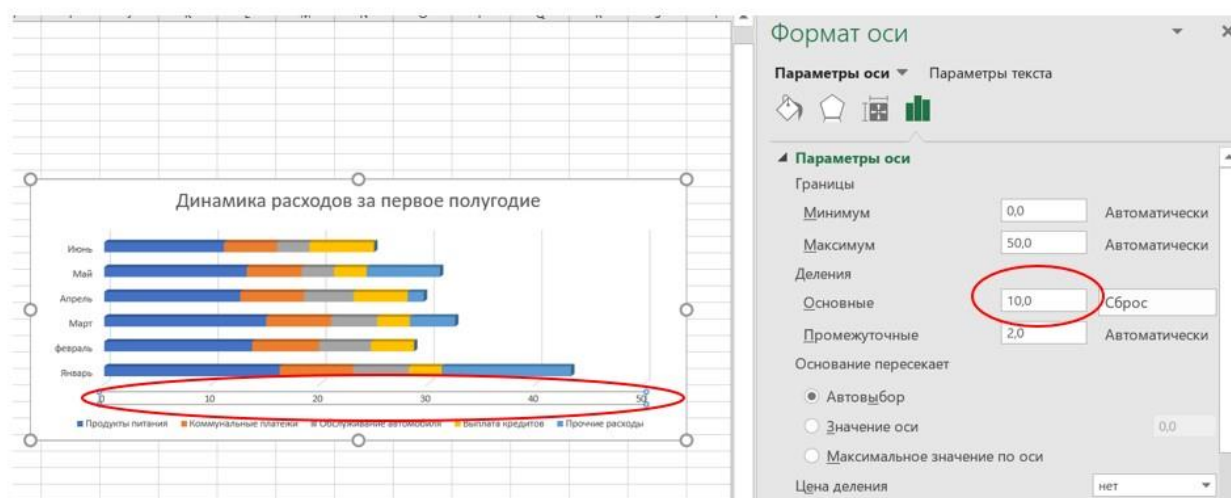 Динамика расходов за первое полугодие
Июнь
Май
Апрель
Март
февраль
Январь
0 10 20 30 40 50
Продукты питания Коммунальные платежи Обслуживание автомобиля Выплата кредитов Проччие расходы
Формат оси
Параметры оси Параметры текста
Параметры оси
Границы
Минимум 0,0 Автоматически
Максимум 50,0 Автоматически
Деления
Основные 10,0 Сброс
Промежуточные 2,0 Автоматически
Основание пересекает
Автовыбор
Значение оси 0,0
Максимальное значение по оси
Цена деления нет